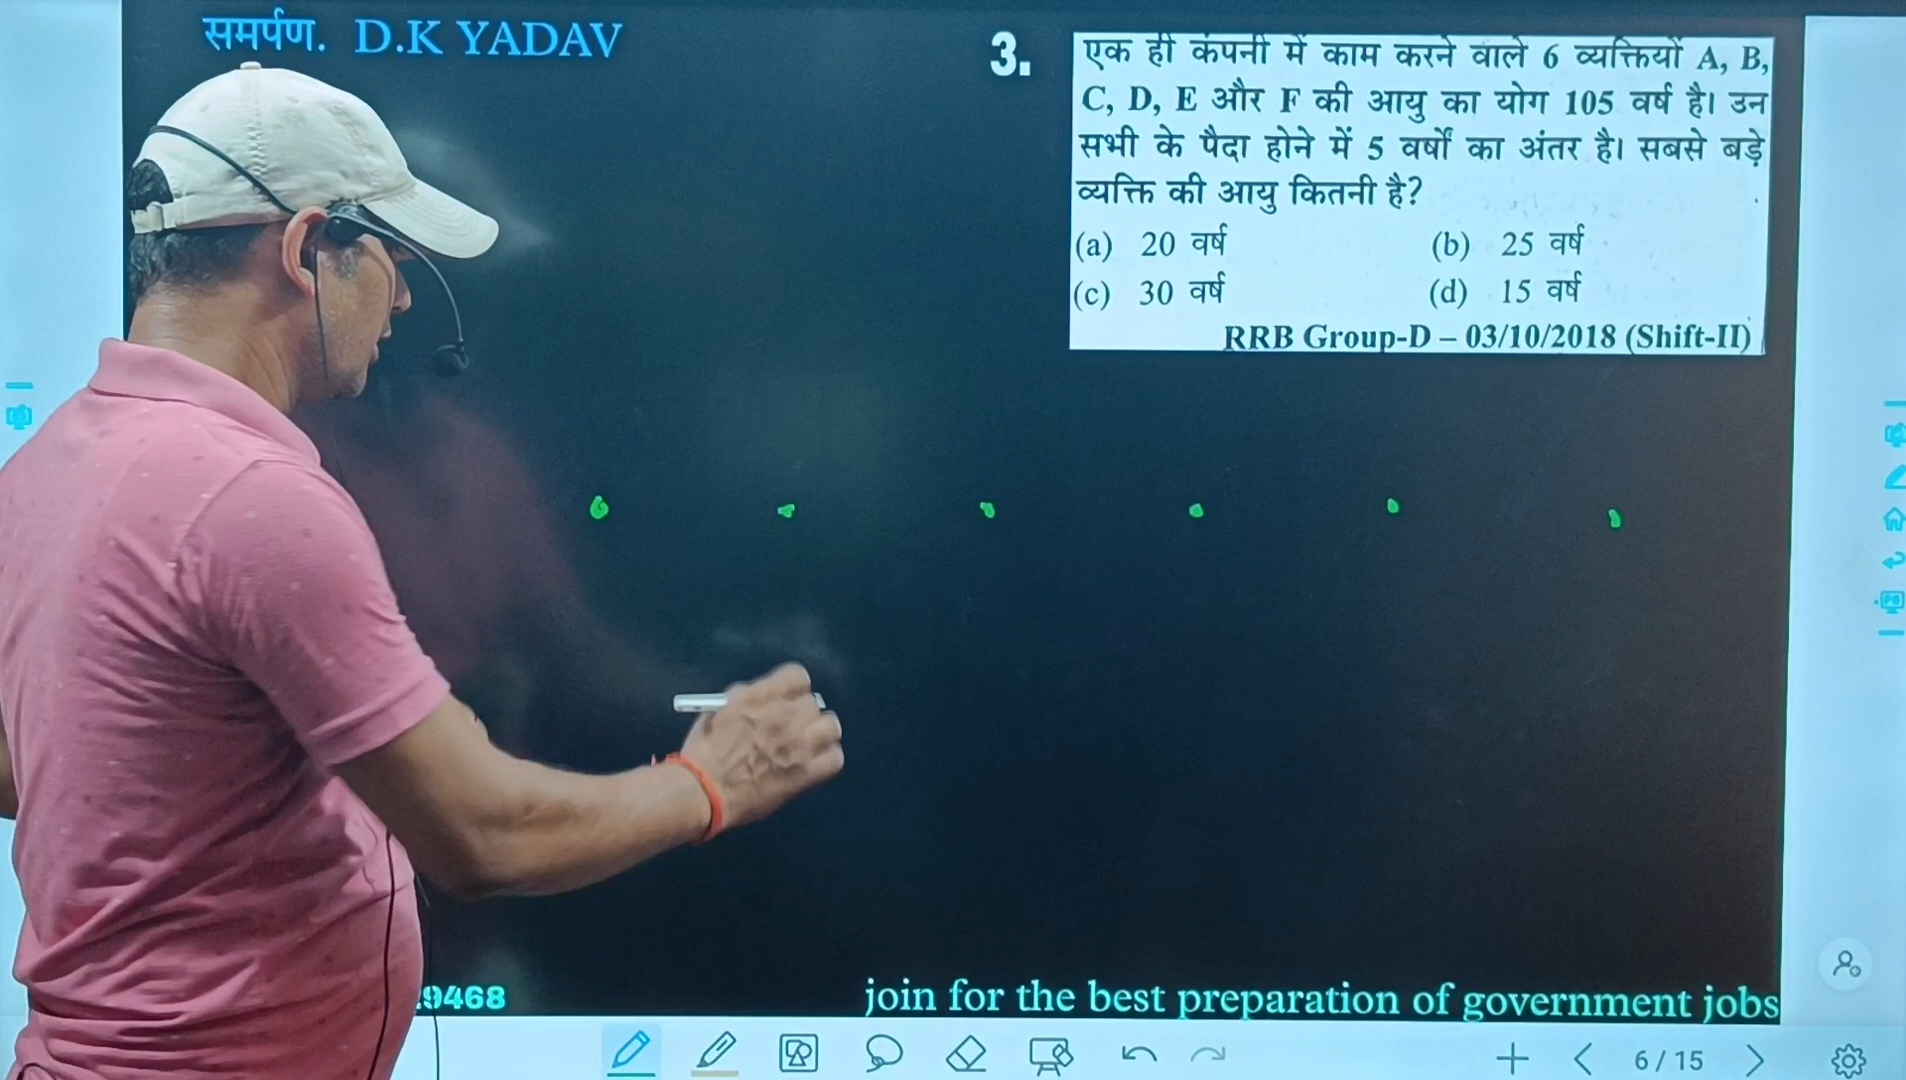 समर्पण. D.K YADAV
3.
एक ही कंपनी में काम करने वाले 6 व्यक्तियों A, B,
C, D, E और F की आयु का योग 105 वर्ष है। उन
सभी के पैदा होने में 5 वर्षों का अंतर है। सबसे बड़े
व्यक्ति की आयु कितनी है?
(a) 20 वर्ष (b) 25 वर्ष
(c) 30 वर्ष (d) 15 वर्ष
RRB Group-D – 03/10/2018 (Shift-II)
9468 join for the best preparation of government jobs
6 / 15